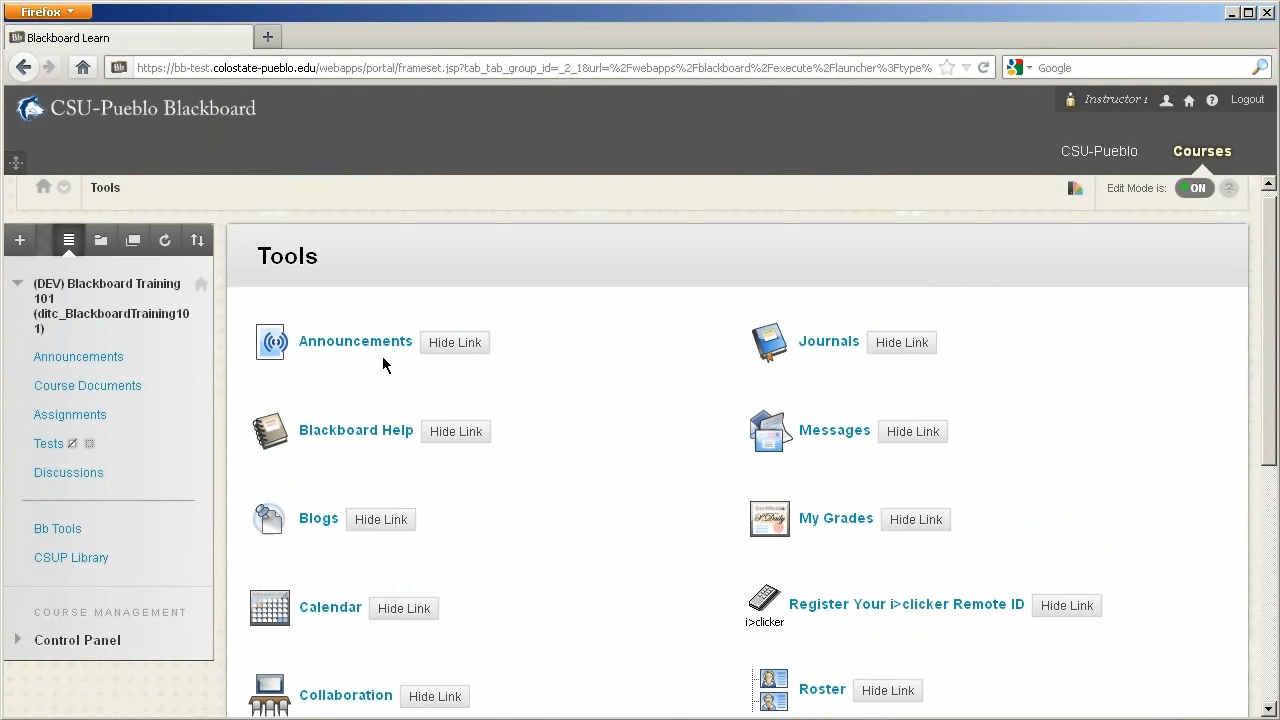 Firefox
Blackboard Learn
https://bb-test.colostate-pueblo.edu/webapps/portal/frameset.jsp?tab_tab_group_id=_2_1&url=%2Fwebapps%2Fblackboard%2Fexecute%2Flauncher%3Ftype%
Google
CSU-Pueblo Blackboard
Instructor 1
Logout
CSU-Pueblo
Courses
Tools
Edit Mode is:
ON
(DEV) Blackboard Training
101
(ditc_BlackboardTraining10
1)
Announcements
Course Documents
Assignments
Tests
Discussions
Bb Tools
CSUP Library
COURSE MANAGEMENT
Control Panel
Tools
Announcements Hide Link
Journals Hide Link
Blackboard Help Hide Link
Messages Hide Link
Blogs Hide Link
My Grades Hide Link
Calendar Hide Link
i>clicker
Register Your i>clicker Remote ID Hide Link
Collaboration Hide Link
Roster Hide Link